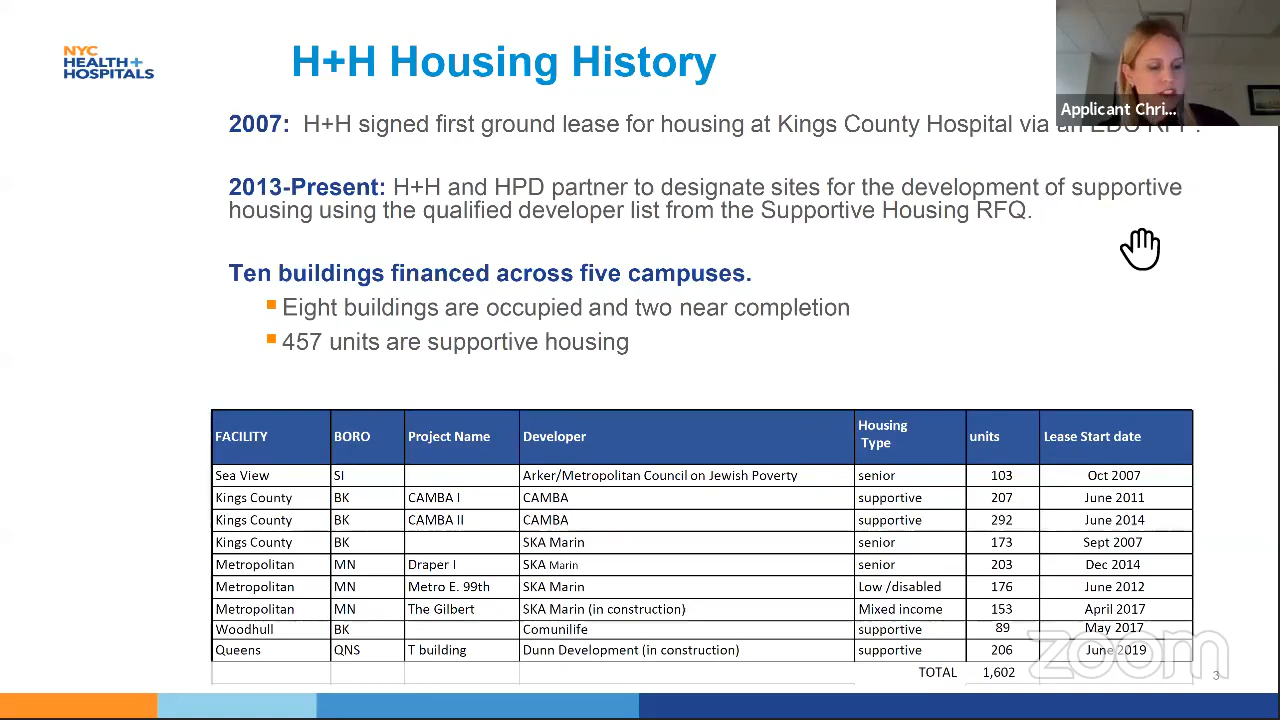 NYC
HEALTH+
HOSPITALS
H+H Housing History
Applicant Chri...
2007: H+H signed first ground lease for housing at Kings County Hospital via an EDC RFP.
2013-Present: H+H and HPD partner to designate sites for the development of supportive
housing using the qualified developer list from the Supportive Housing RFQ.
Ten buildings financed across five campuses.
Eight buildings are occupied and two near completion
457 units are supportive housing
FACILITY BORO Project Name Developer Housing Type units Lease Start date
Sea View SI Arker/Metropolitan Council on Jewish Poverty senior 103 Oct 2007
Kings County BK CAMBA I CAMBA supportive 207 June 2011
Kings County BK CAMBA II CAMBA supportive 292 June 2014
Kings County BK SKA Marin senior 173 Sept 2007
Metropolitan MN Draper I SKA Marin senior 203 Dec 2014
Metropolitan MN Metro E. 99th SKA Marin Low /disabled 176 June 2012
Metropolitan MN The Gilbert SKA Marin (in construction) Mixed income 153 April 2017
Woodhull BK Comunilife supportive 89 May 2017
Queens QNS T building Dunn Development (in construction) supportive 206 June 2019
TOTAL 1,602
zoom
3